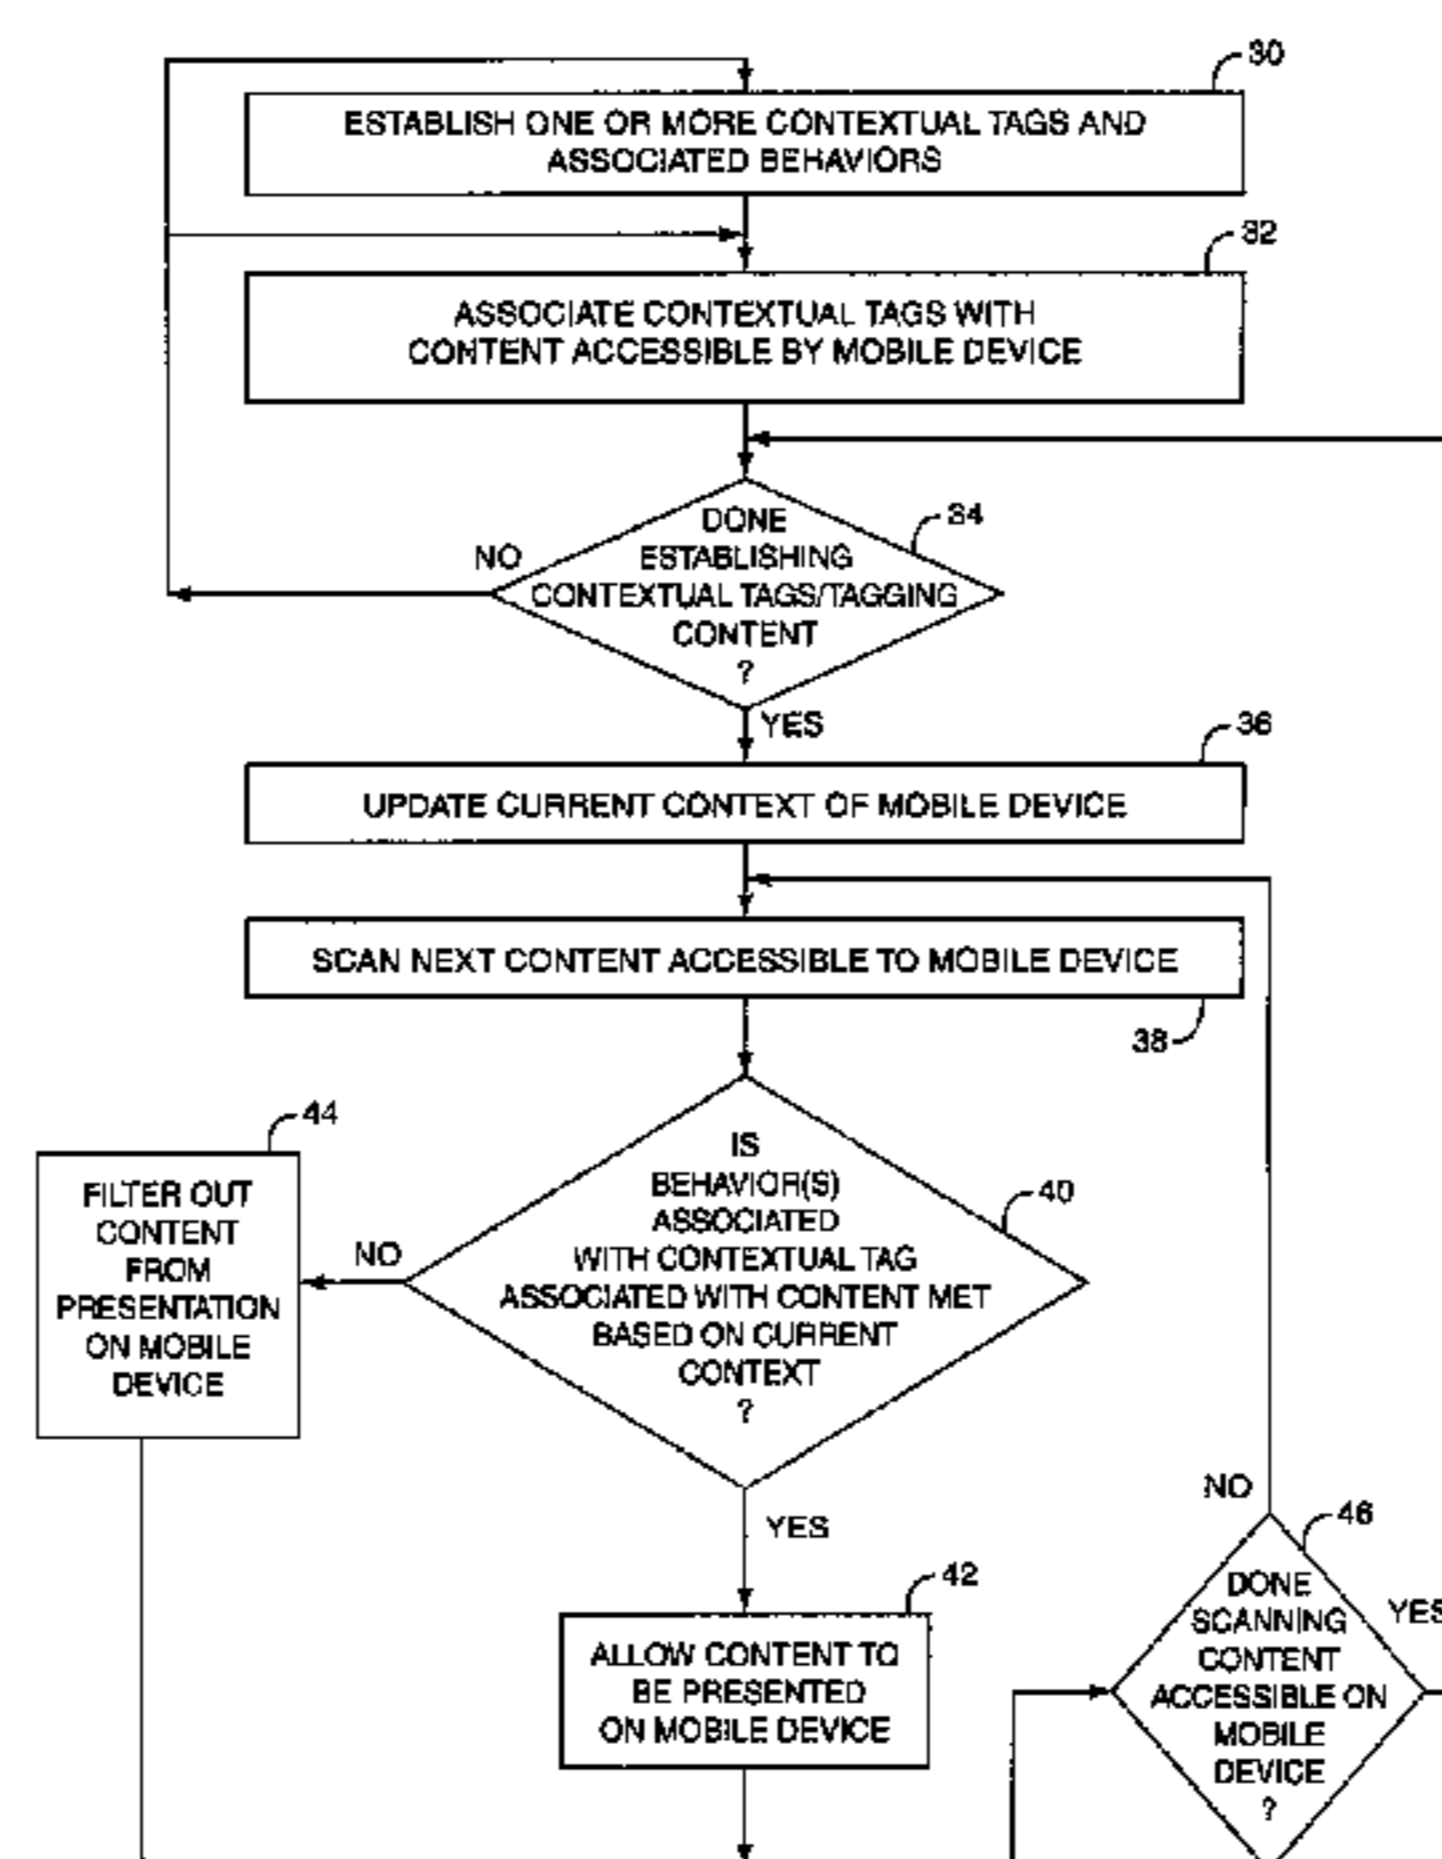 30
ESTABLISH ONE OR MORE CONTEXTUAL TAGS AND
ASSOCIATED BEHAVIORS
32
ASSOCIATE CONTEXTUAL TAGS WITH
CONTENT ACCESSIBLE BY MOBILE DEVICE
34
DONE
ESTABLISHING
CONTEXTUAL TAGS/TAGGING
CONTENT
?
NO
YES
36
UPDATE CURRENT CONTEXT OF MOBILE DEVICE
SCAN NEXT CONTENT ACCESSIBLE TO MOBILE DEVICE
38
44
FILTER OUT
CONTENT
FROM
PRESENTATION
ON MOBILE
DEVICE
NO
40
IS
BEHAVIOR(S)
ASSOCIATED
WITH CONTEXTUAL TAG
ASSOCIATED WITH CONTENT MET
BASED ON CURRENT
CONTEXT
?
YES
42
ALLOW CONTENT TO
BE PRESENTED
ON MOBILE DEVICE
NO
46
DONE
SCANNING
CONTENT
ACCESSIBLE ON
MOBILE
DEVICE
?
YES